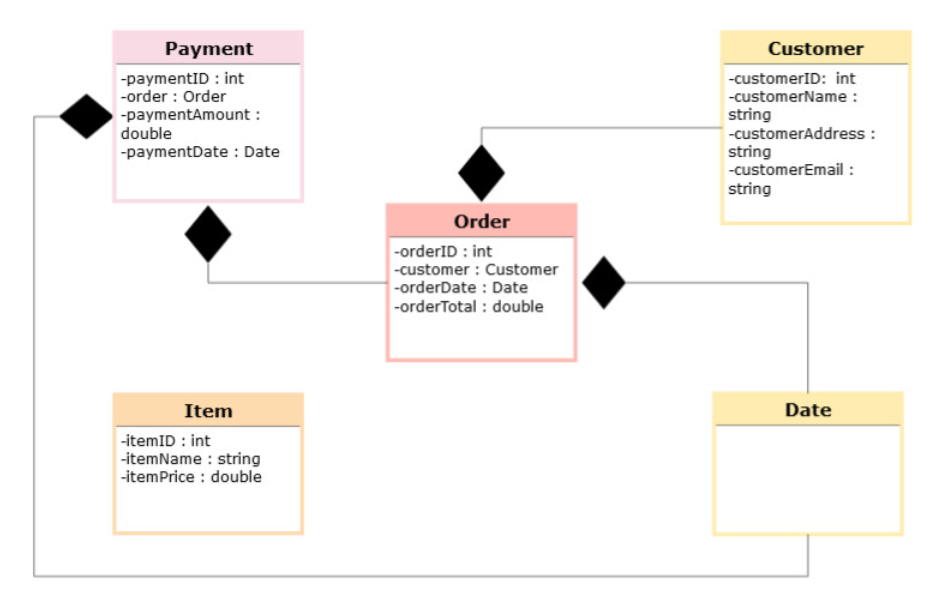 Payment
-paymentID : int
-order : Order
-paymentAmount :
double
-paymentDate : Date
Customer
-customerID:  int
-customerName :
string
-customerAddress :
string
-customerEmail :
string
Order
-orderID : int
-customer : Customer
-orderDate : Date
-orderTotal : double
Item
-itemID : int
-itemName : string
-itemPrice : double
Date